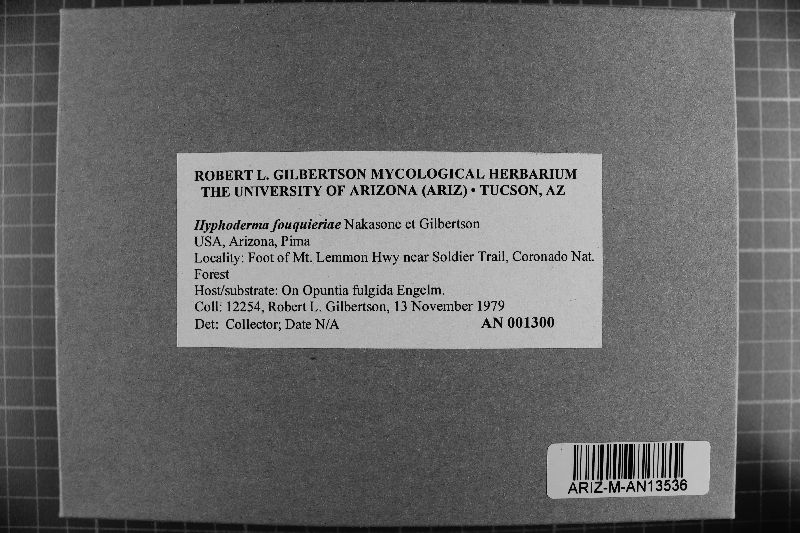 ROBERT L. GILBERTSON MYCOLOGICAL HERBARIUM
THE UNIVERSITY OF ARIZONA (ARIZ) • TUCSON, AZ
Hyphoderma fouquieriae Nakasone et Gilbertson
USA, Arizona, Pima
Locality: Foot of Mt. Lemmon Hwy near Soldier Trail, Coronado Nat.
Forest
Host/substrate: On Opuntia fulgida Engelm.
Coll: 12254, Robert L. Gilbertson, 13 November 1979
Det: Collector; Date N/A AN 001300
ARIZ-M-AN13536